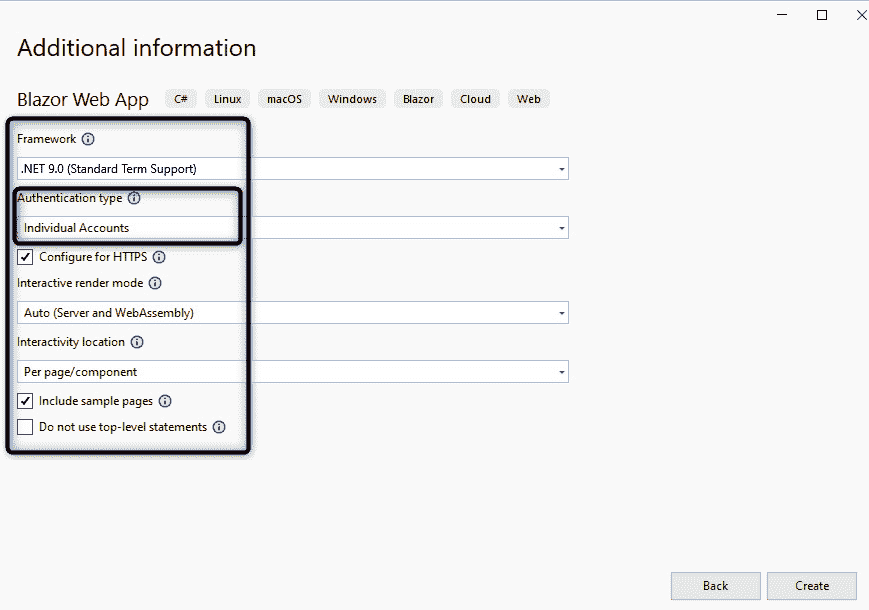 Additional information
Blazor Web App C# Linux macOS Windows Blazor Cloud Web
Framework
.NET 9.0 (Standard Term Support)
Authentication type
Individual Accounts
Configure for HTTPS
Interactive render mode
Auto (Server and WebAssembly)
Interactivity location
Per page/component
Include sample pages
Do not use top-level statements
Back Create